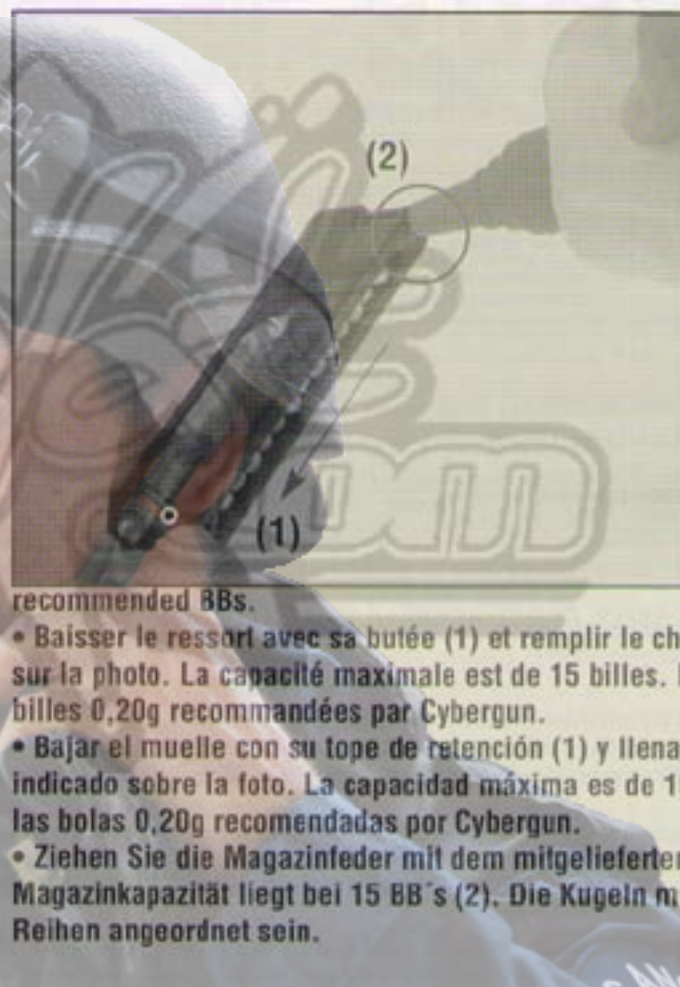 (2)
(1)
recommended BBs.
• Baisser le ressort avec sa butée (1) et remplir le ch
sur la photo. La capacité maximale est de 15 billes.
billes 0,20g recommandées par Cybergun.
• Bajar el muelle con su tope de retención (1) y llena
indicado sobre la foto. La capacidad máxima es de 1
las bolas 0,20g recomendadas por Cybergun.
• Ziehen Sie die Magazinfeder mit dem mitgelieferten
Magazinkapazität liegt bei 15 BB´s (2). Die Kugeln m
Reihen angeordnet sein.